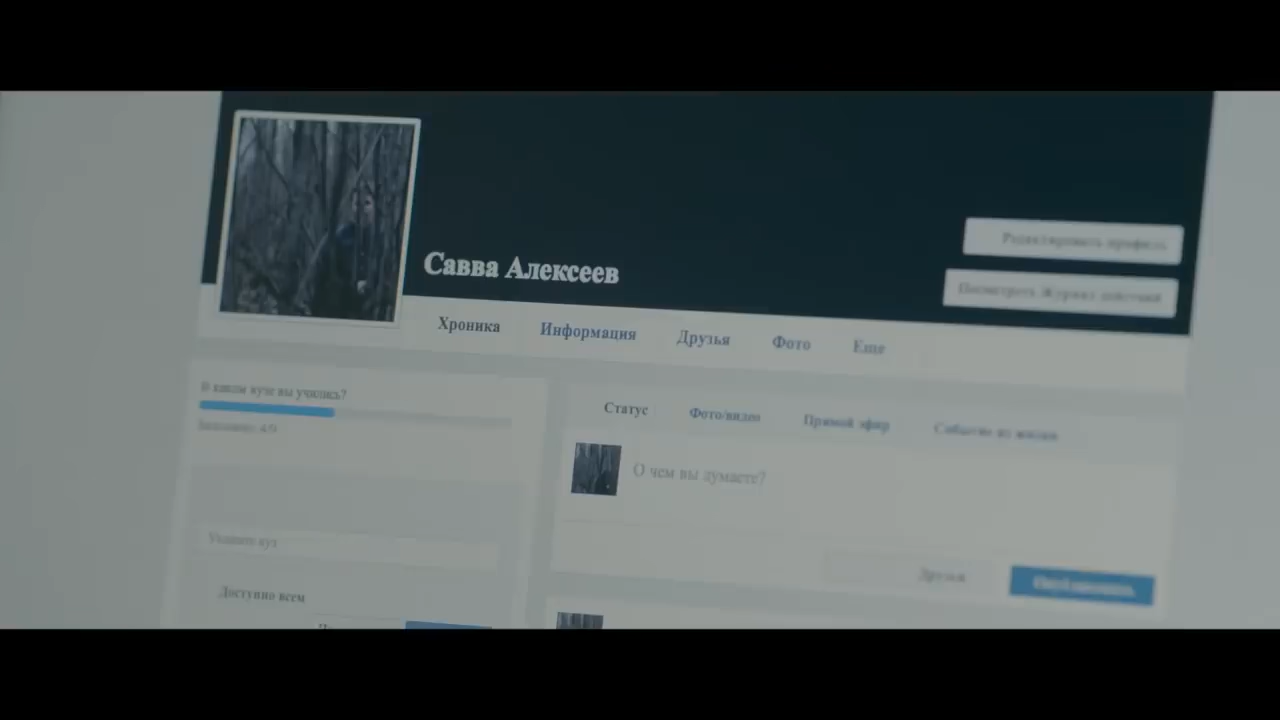 Савва Алексеев
Редактировать профиль
Посмотреть Журнал действий
Хроника Информация Друзья Фото Еще
В каком вузе вы учились?
Статус Фото/видео Прямой эфир Событие из жизни
О чем вы думаете?
Укажите вуз
Друзья
Опубликовать
Доступно всем